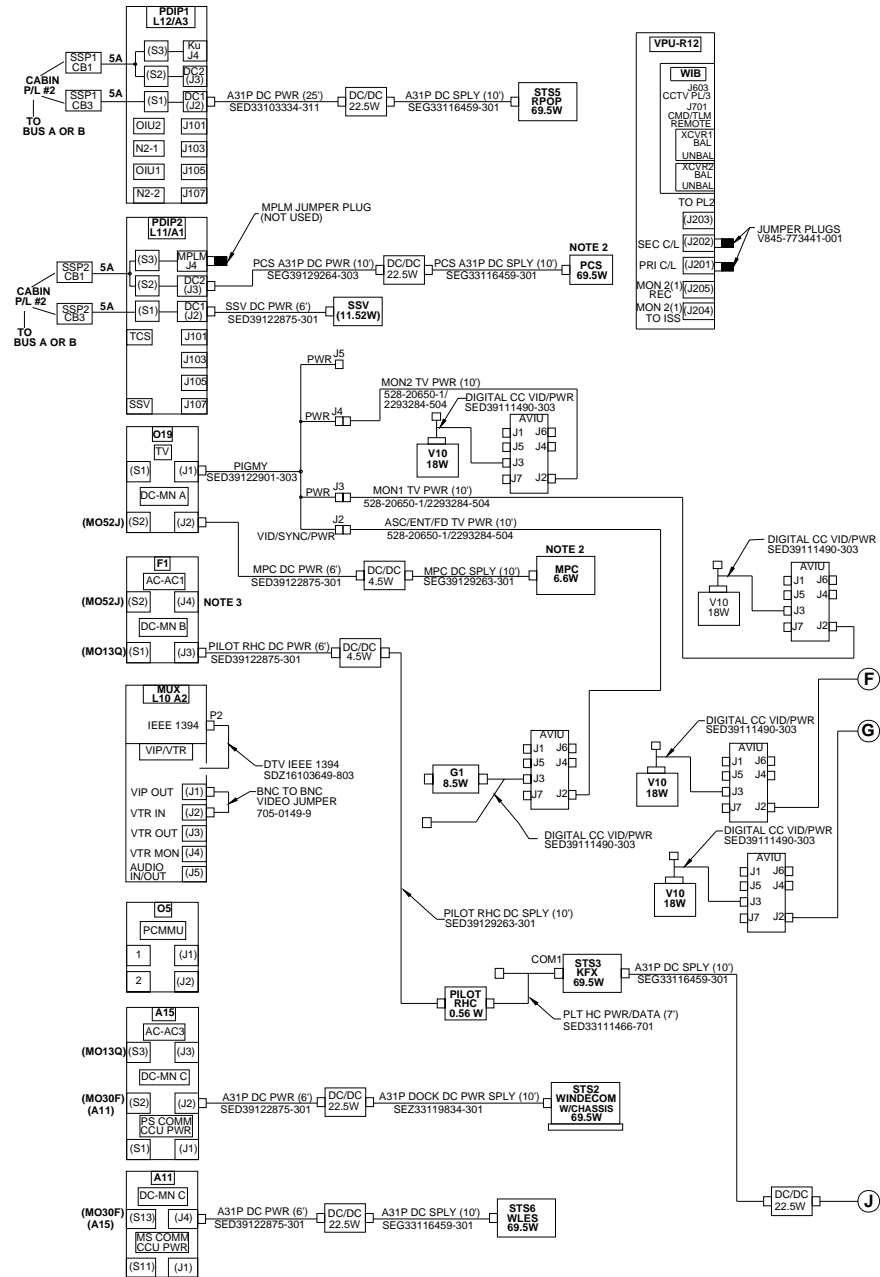 PDIP1
L12/A3
SSP1
CB1
5A
(S3)
Ku
J4
(S2)
DC2
(J3)
CABIN
P/L #2
SSP1
CB3
5A
(S1)
DC1
(J2)
A31P DC PWR (25')
SED33103334-311
DC/DC
22.5W
A31P DC SPLY (10')
SEG33116459-301
STS5
RPOP
69.5W
TO
BUS A OR B
OIU2
J101
N2-1
J103
OIU1
J105
N2-2
J107
VPU-R12
WIB
J603
CCTV PL/3
J701
CMD/TLM
REMOTE
XCVR1
BAL
UNBAL
XCVR2
BAL
UNBAL
TO PL2
(J203)
SEC C/L
(J202)
PRI C/L
(J201)
JUMPER PLUGS
V845-773441-001
MON 2(1)
REC
(J205)
MON 2(1)
TO ISS
(J204)
PDIP2
L11/A1
MPLM JUMPER PLUG
(NOT USED)
SSP2
CB1
5A
(S3)
MPLM
J4
(S2)
DC2
(J3)
PCS A31P DC PWR (10')
SEG39129264-303
DC/DC
22.5W
PCS A31P DC SPLY (10')
SEG33116459-301
NOTE 2
PCS
69.5W
CABIN
P/L #2
SSP2
CB3
5A
(S1)
DC1
(J2)
SSV DC PWR (6')
SED39122875-301
SSV
(11.52W)
TO
BUS A OR B
TCS
J101
J103
J105
SSV
J107
PWR
J5
PWR
J4
MON2 TV PWR (10')
528-20650-1/
2293284-504
DIGITAL CC VID/PWR
SED39111490-303
V10
18W
AVIU
J1
J6
J5
J4
J3
J7
J2
O19
TV
(S1)
(J1)
PIGMY
SED39122901-303
DC-MN A
(MO52J)
(S2)
(J2)
PWR
J3
MON1 TV PWR (10')
528-20650-1/2293284-504
J2
VID/SYNC/PWR
ASC/ENT/FD TV PWR (10')
528-20650-1/2293284-504
MPC DC PWR (6')
SED39122875-301
DC/DC
4.5W
MPC DC SPLY (10')
SEG39129263-301
NOTE 2
MPC
6.6W
DIGITAL CC VID/PWR
SED39111490-303
V10
18W
AVIU
J1
J6
J5
J4
J3
J7
J2
F1
AC-AC1
(MO52J)
(S2)
(J4)
NOTE 3
DC-MN B
(MO13Q)
(S1)
(J3)
PILOT RHC DC PWR (6')
SED39122875-301
DC/DC
4.5W
MUX
L10 A2
IEEE 1394
P2
VIP/VTR
DTV IEEE 1394
SDZ16103649-803
VIP OUT
(J1)
VTR IN
(J2)
BNC TO BNC
VIDEO JUMPER
705-0149-9
VTR OUT
(J3)
VTR MON
(J4)
AUDIO
IN/OUT
(J5)
G1
8.5W
AVIU
J1
J6
J5
J4
J3
J7
J2
DIGITAL CC VID/PWR
SED39111490-303
F
DIGITAL CC VID/PWR
SED39111490-303
V10
18W
AVIU
J1
J6
J5
J4
J3
J7
J2
G
DIGITAL CC VID/PWR
SED39111490-303
V10
18W
AVIU
J1
J6
J5
J4
J3
J7
J2
PILOT RHC DC SPLY (10')
SED39129263-301
O5
PCMMU
1
(J1)
2
(J2)
COM1
STS3
KFX
69.5W
A31P DC SPLY (10')
SEG33116459-301
PILOT
RHC
0.56 W
PLT HC PWR/DATA (7')
SED33111466-701
A15
AC-AC3
(MO13Q)
(S3)
(J3)
DC-MN C
(MO30F)
(A11)
(S2)
(J2)
A31P DC PWR (6')
SED39122875-301
DC/DC
22.5W
A31P DOCK DC PWR SPLY (10')
SEZ33119834-301
STS2
WINDECOM
W/CHASSIS
69.5W
PS COMM
CCU PWR
(S1)
(J1)
A11
DC-MN C
(MO30F)
(A15)
(S13)
(J4)
A31P DC PWR (6')
SED39122875-301
DC/DC
22.5W
A31P DC SPLY (10')
SEG33116459-301
STS6
WLES
69.5W
MS COMM
CCU PWR
(S11)
(J1)
DC/DC
22.5W
J